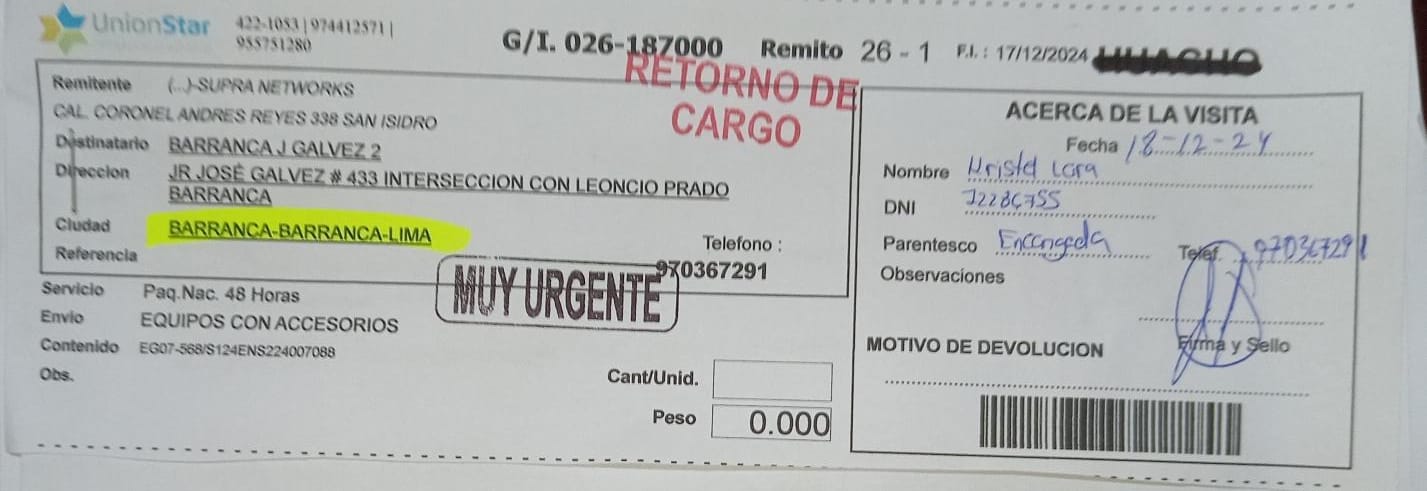 UnionStar
422-1053 | 974412571 |
955751280
G/I. 026-187000 Remito 26 - 1 F.I. : 17/12/2024 HUACHO
RETORNO DE
CARGO
Remitente (...)-SUPRA NETWORKS
CAL. CORONEL ANDRES REYES 338 SAN ISIDRO
Destinatario BARRANCA J GALVEZ 2
Direccion JR JOSÉ GALVEZ # 433 INTERSECCION CON LEONCIO PRADO
BARRANCA
Ciudad BARRANCA-BARRANCA-LIMA
Referencia
Telefono :
970367291
MUY URGENTE
Servicio Paq.Nac. 48 Horas
Envio EQUIPOS CON ACCESORIOS
Contenido EG07-568/S124ENS224007088
Obs.
Cant/Unid.
Peso 0.000
ACERCA DE LA VISITA
Fecha 18-12-24
Nombre Kristel Lara
DNI
Parentesco Encargada Telef. 970367291
Observaciones
Firma y Sello
MOTIVO DE DEVOLUCION